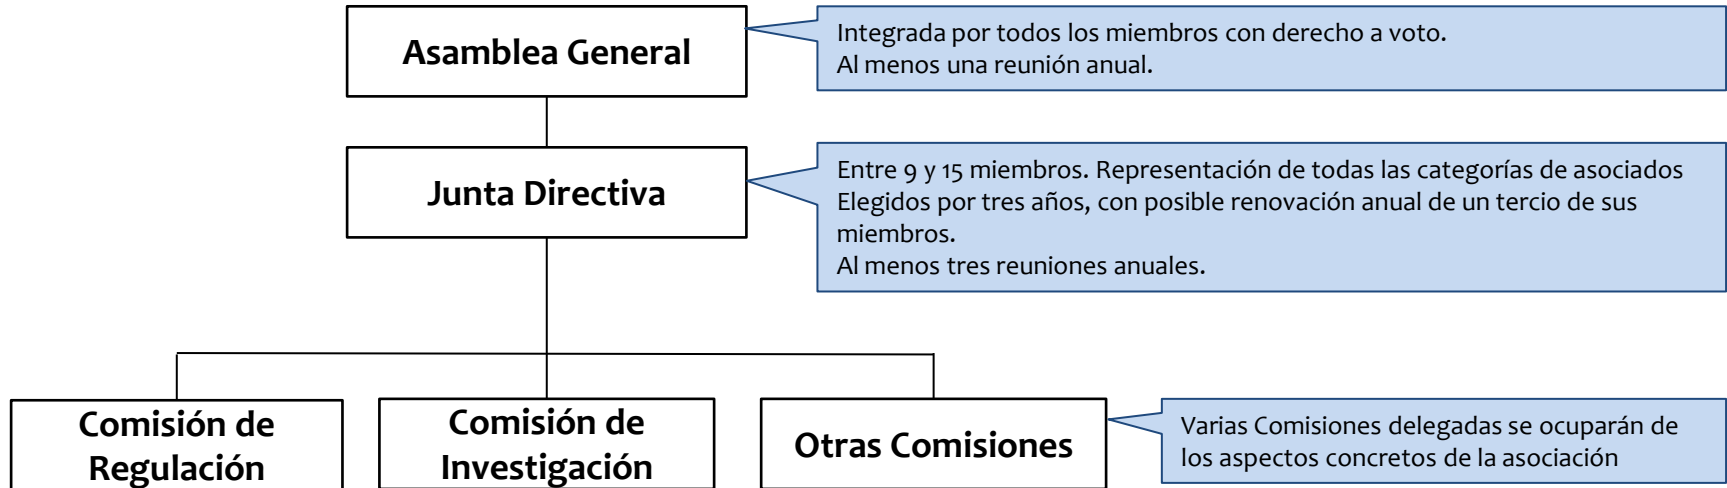 Asamblea General
Integrada por todos los miembros con derecho a voto.
Al menos una reunión anual.
Junta Directiva
Entre 9 y 15 miembros. Representación de todas las categorías de asociados
Elegidos por tres años, con posible renovación anual de un tercio de sus
miembros.
Al menos tres reuniones anuales.
Comisión de
Regulación
Comisión de
Investigación
Otras Comisiones
Varias Comisiones delegadas se ocuparán de
los aspectos concretos de la asociación